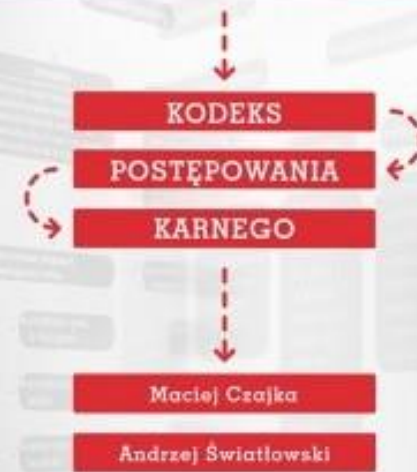 KODEKS
POSTĘPOWANIA
KARNEGO
Maciej Czajka
Andrzej Światłowski